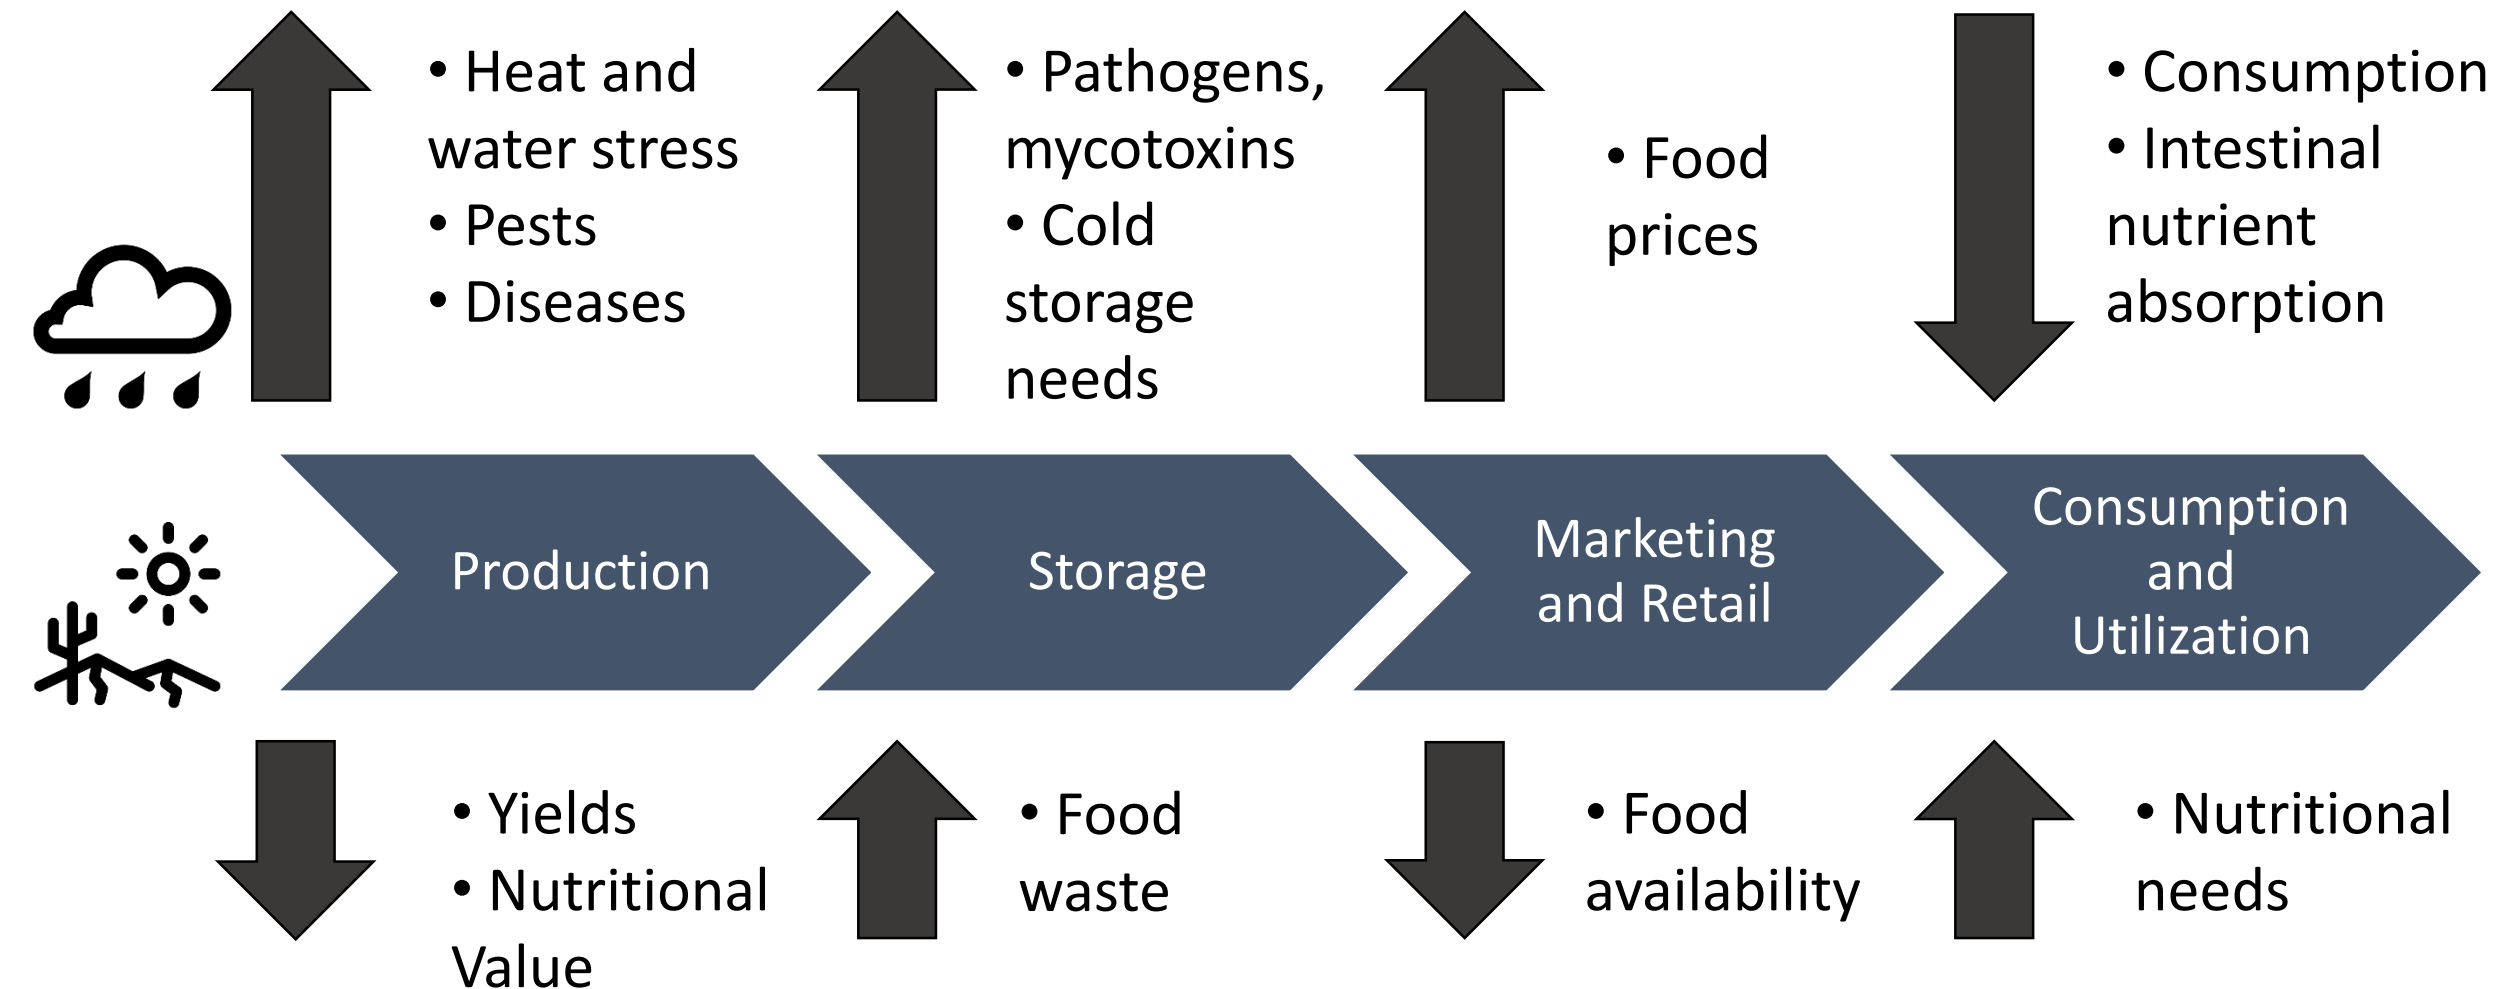 • Heat and
water stress
• Pests
• Diseases
• Pathogens,
mycotoxins
• Cold
storage
needs
• Food
prices
• Consumption
• Intestinal
nutrient
absorption
Production
Storage
Marketing
and Retail
Consumption
and
Utilization
• Yields
• Nutritional
Value
• Food
waste
• Food
availability
• Nutritional
needs